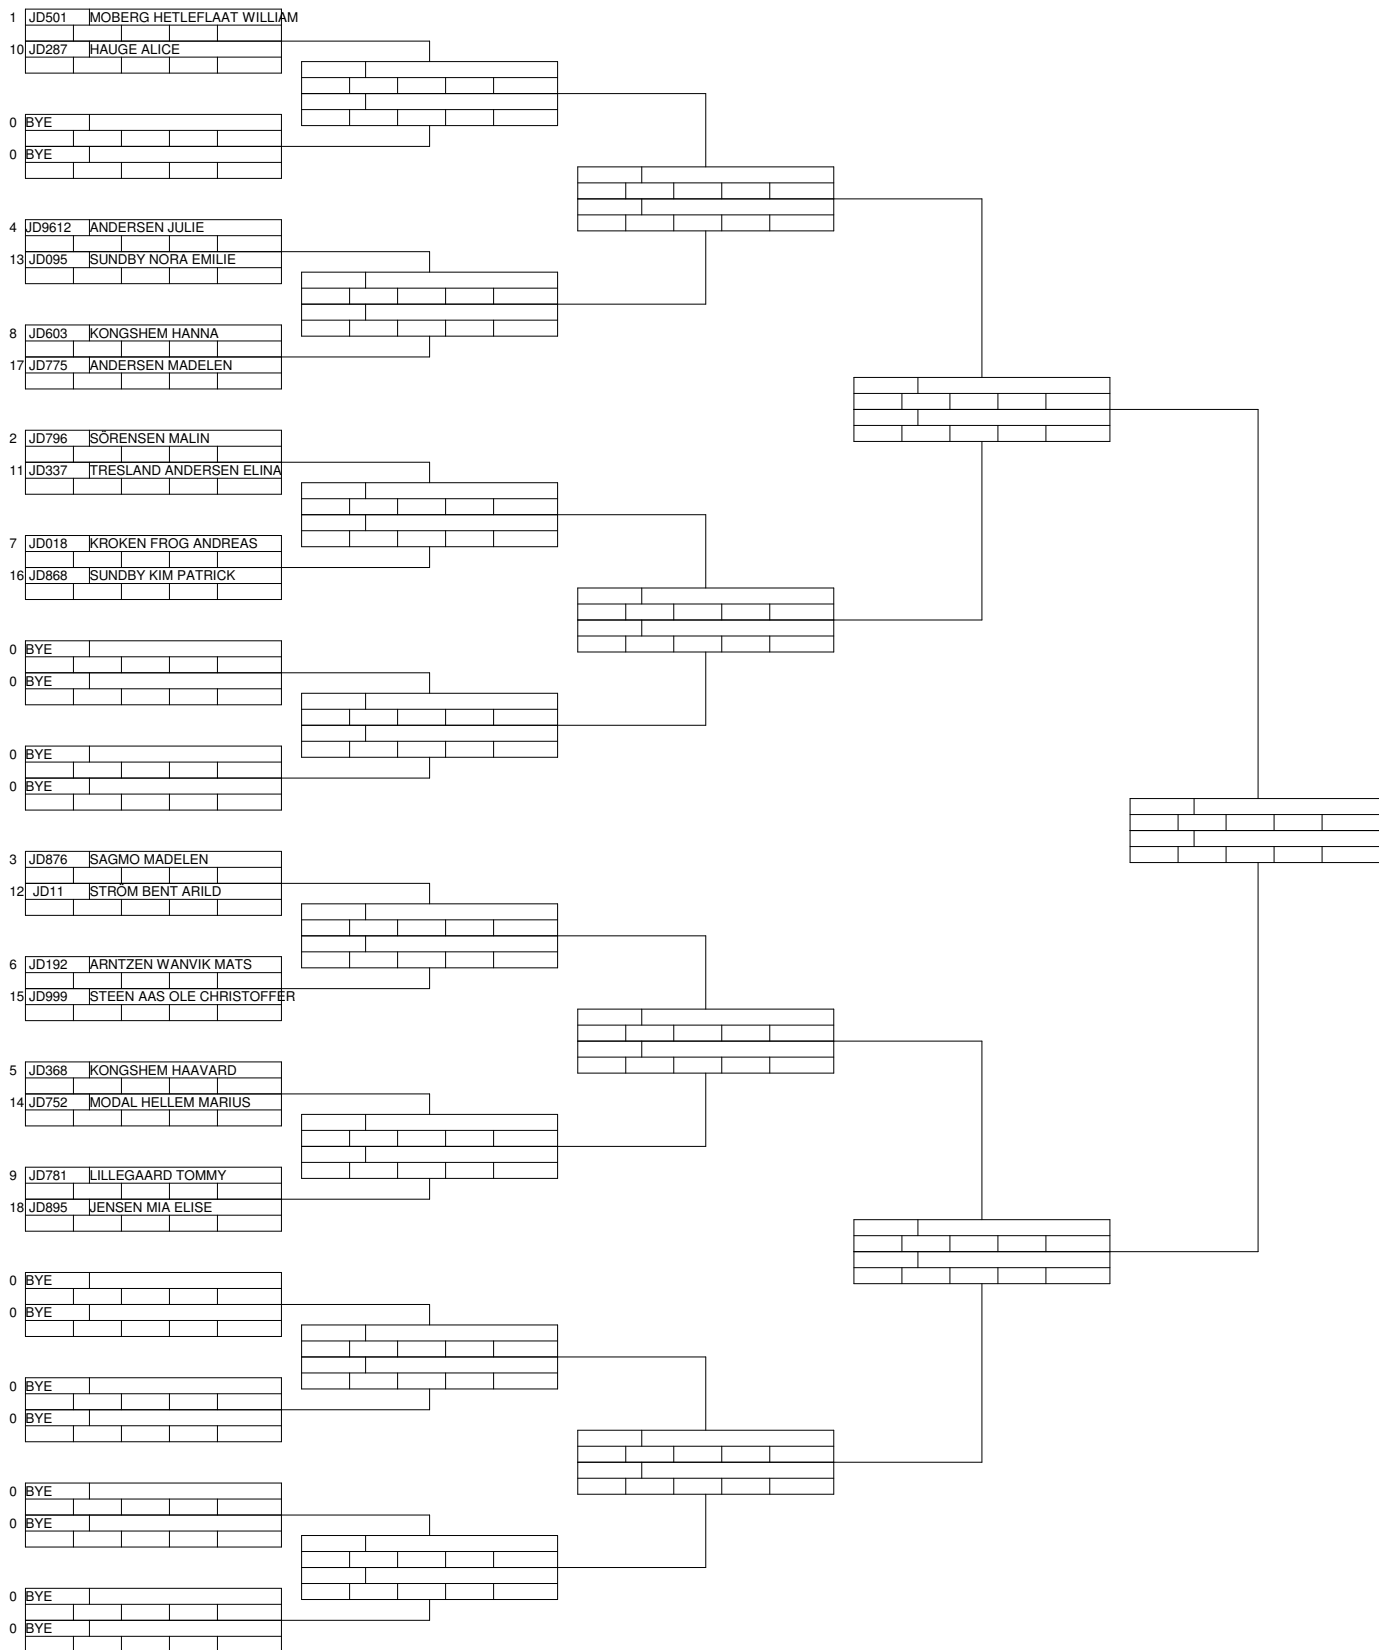 1 JD501 MOBERG HETLEFLAAT WILLIAM
10 JD287 HAUGE ALICE
0 BYE
0 BYE
4 JD9612 ANDERSEN JULIE
13 JD095 SUNDBY NORA EMILIE
8 JD603 KONGSHEM HANNA
17 JD775 ANDERSEN MADELEN
2 JD796 SÖRENSEN MALIN
11 JD337 TRESLAND ANDERSEN ELINA
7 JD018 KROKEN FROG ANDREAS
16 JD868 SUNDBY KIM PATRICK
0 BYE
0 BYE
0 BYE
0 BYE
3 JD876 SAGMO MADELEN
12 JD11 STRÖM BENT ARILD
6 JD192 ARNTZEN WANVIK MATS
15 JD999 STEEN AAS OLE CHRISTOFFER
5 JD368 KONGSHEM HAAVARD
14 JD752 MODAL HELLEM MARIUS
9 JD781 LILLEGAARD TOMMY
18 JD895 JENSEN MIA ELISE
0 BYE
0 BYE
0 BYE
0 BYE
0 BYE
0 BYE
0 BYE
0 BYE